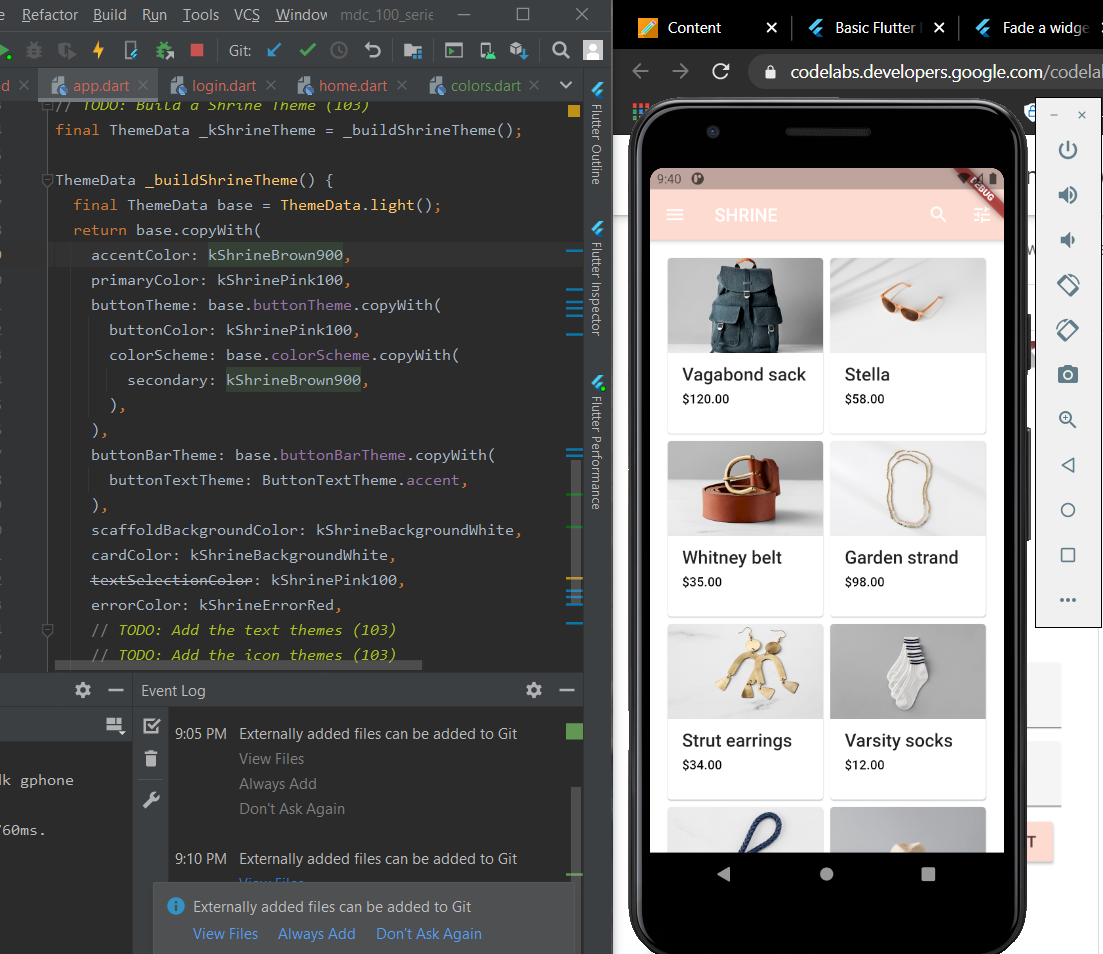 Refactor Build Run Tools VCS Window mdc_100_serie
Git:
app.dart login.dart home.dart colors.dart
// TODO: Build a Shrine Theme (103)
final ThemeData _kShrineTheme = _buildShrineTheme();
ThemeData _buildShrineTheme() {
final ThemeData base = ThemeData.light();
return base.copyWith(
accentColor: kShrineBrown900,
primaryColor: kShrinePink100,
buttonTheme: base.buttonTheme.copyWith(
buttonColor: kShrinePink100,
colorScheme: base.colorScheme.copyWith(
secondary: kShrineBrown900,
),
),
buttonBarTheme: base.buttonBarTheme.copyWith(
buttonTextTheme: ButtonTextTheme.accent,
),
scaffoldBackgroundColor: kShrineBackgroundWhite,
cardColor: kShrineBackgroundWhite,
textSelectionColor: kShrinePink100,
errorColor: kShrineErrorRed,
// TODO: Add the text themes (103)
// TODO: Add the icon themes (103)
Flutter Outline
Flutter Inspector
Flutter Performance
Event Log
lk gphone
760ms.
9:05 PM Externally added files can be added to Git
View Files
Always Add
Don't Ask Again
9:10 PM Externally added files can be added to Git
View Files
Externally added files can be added to Git
View Files Always Add Don't Ask Again
Content Basic Flutter Fade a widge
codelabs.developers.google.com/codela
9:40
DEBUG
SHRINE
Vagabond sack
$120.00
Stella
$58.00
Whitney belt
$35.00
Garden strand
$98.00
Strut earrings
$34.00
Varsity socks
$12.00
T